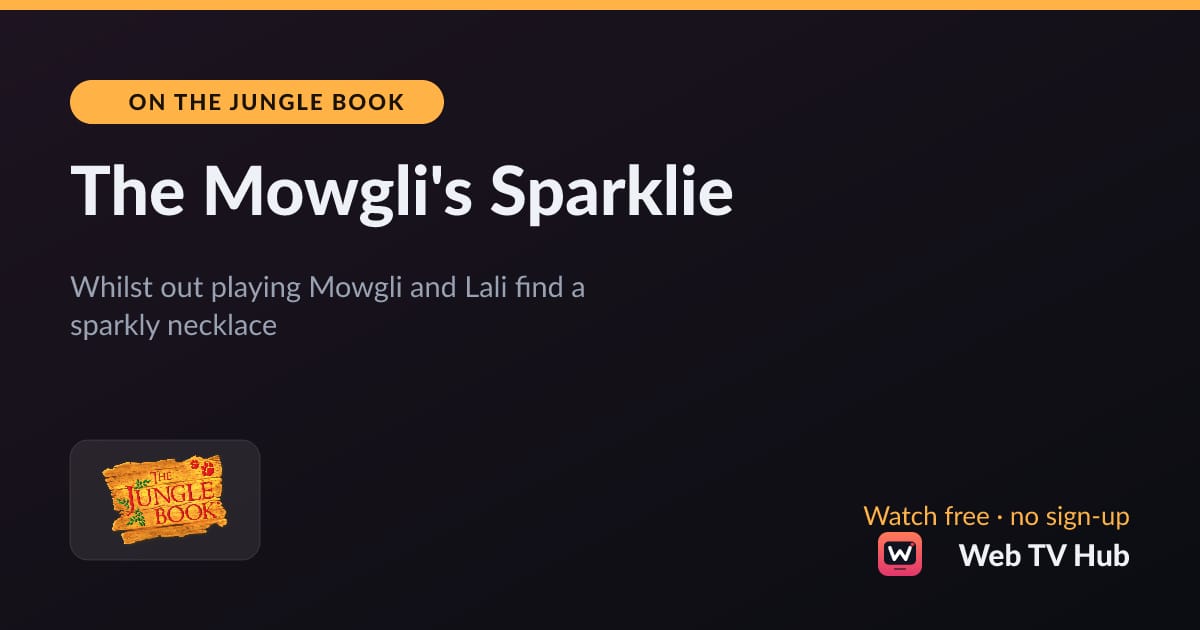 ON THE JUNGLE BOOK
The Mowgli's Sparklie
Whilst out playing Mowgli and Lali find a
sparkly necklace
THE
JUNGLE
BOOK
Watch free · no sign-up
W
Web TV Hub